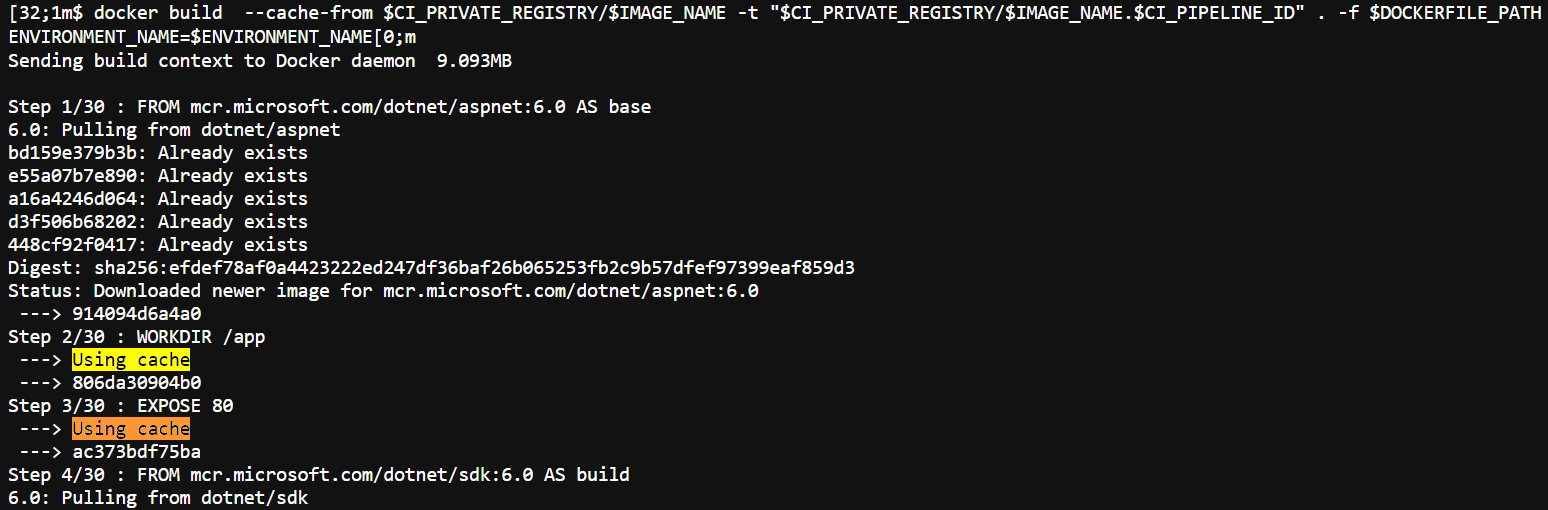 [32;1m$ docker build  --cache-from $CI_PRIVATE_REGISTRY/$IMAGE_NAME -t "$CI_PRIVATE_REGISTRY/$IMAGE_NAME.$CI_PIPELINE_ID" . -f $DOCKERFILE_PATH
ENVIRONMENT_NAME=$ENVIRONMENT_NAME[0;m
Sending build context to Docker daemon  9.093MB
Step 1/30 : FROM mcr.microsoft.com/dotnet/aspnet:6.0 AS base
6.0: Pulling from dotnet/aspnet
bd159e379b3b: Already exists
e55a07b7e890: Already exists
a16a4246d064: Already exists
d3f506b68202: Already exists
448cf92f0417: Already exists
Digest: sha256:efdef78af0a4423222ed247df36baf26b065253fb2c9b57dfef97399eaf859d3
Status: Downloaded newer image for mcr.microsoft.com/dotnet/aspnet:6.0
 ---> 914094d6a4a0
Step 2/30 : WORKDIR /app
 ---> Using cache
 ---> 806da30904b0
Step 3/30 : EXPOSE 80
 ---> Using cache
 ---> ac373bdf75ba
Step 4/30 : FROM mcr.microsoft.com/dotnet/sdk:6.0 AS build
6.0: Pulling from dotnet/sdk